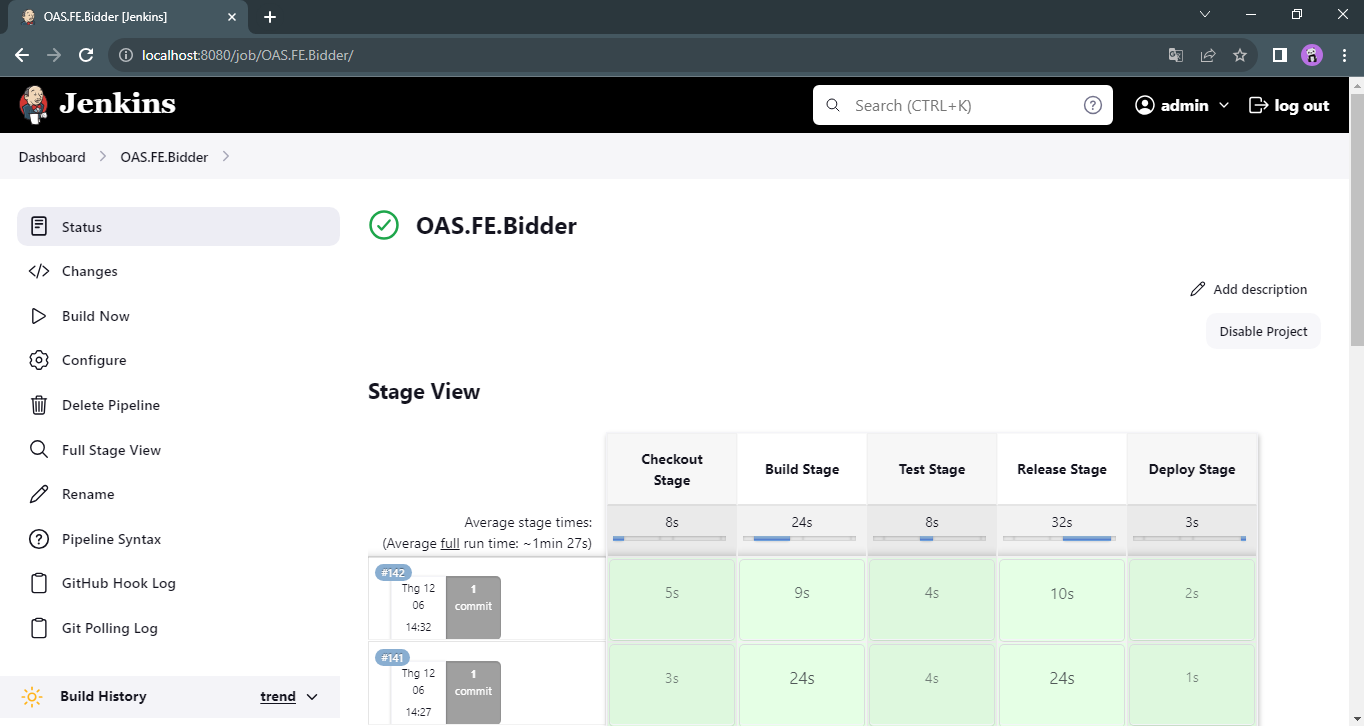 OAS.FE.Bidder [Jenkins]
localhost:8080/job/OAS.FE.Bidder/
Jenkins
Search (CTRL+K)
admin
log out
Dashboard
OAS.FE.Bidder
Status
Changes
Build Now
Configure
Delete Pipeline
Full Stage View
Rename
Pipeline Syntax
GitHub Hook Log
Git Polling Log
Build History
trend
OAS.FE.Bidder
Add description
Disable Project
Stage View
Checkout
Stage
Build Stage
Test Stage
Release Stage
Deploy Stage
Average stage times:
(Average full run time: ~1min 27s)
8s
24s
8s
32s
3s
#142
Thg 12
06
14:32
1
commit
5s
9s
4s
10s
2s
#141
Thg 12
06
14:27
1
commit
3s
24s
4s
24s
1s